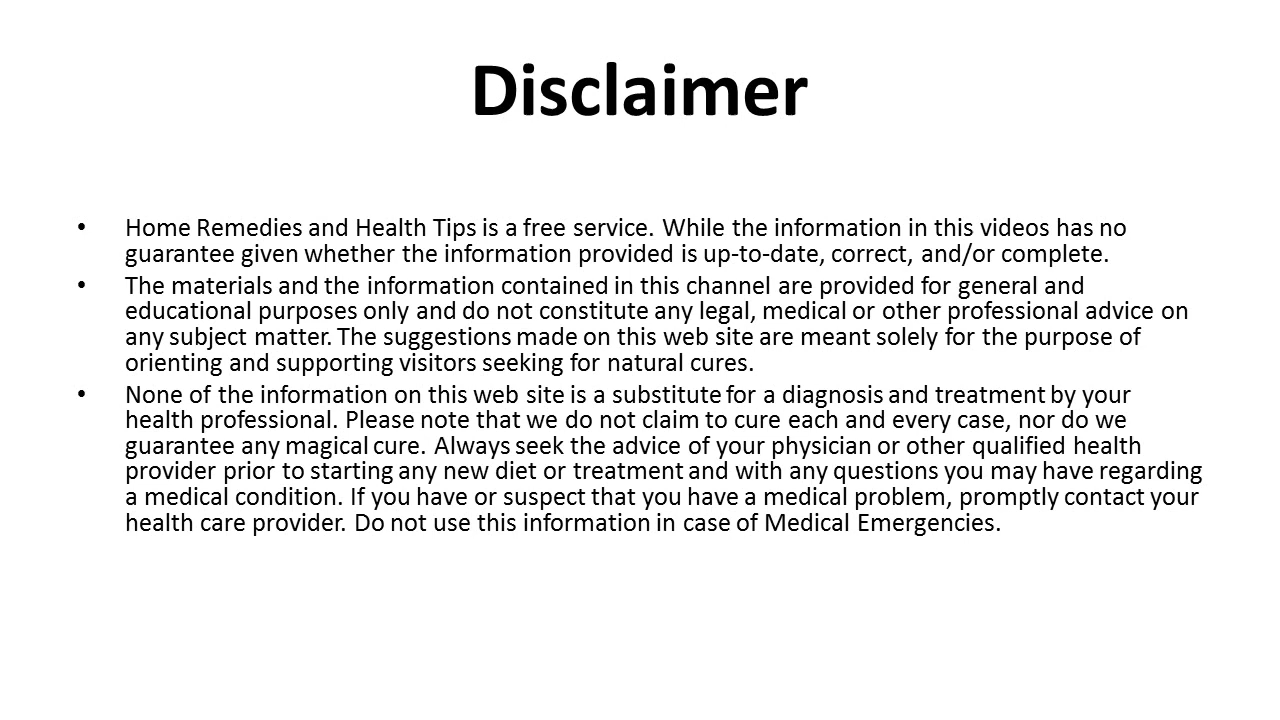 Disclaimer
• Home Remedies and Health Tips is a free service. While the information in this videos has no
guarantee given whether the information provided is up-to-date, correct, and/or complete.
• The materials and the information contained in this channel are provided for general and
educational purposes only and do not constitute any legal, medical or other professional advice on
any subject matter. The suggestions made on this web site are meant solely for the purpose of
orienting and supporting visitors seeking for natural cures.
• None of the information on this web site is a substitute for a diagnosis and treatment by your
health professional. Please note that we do not claim to cure each and every case, nor do we
guarantee any magical cure. Always seek the advice of your physician or other qualified health
provider prior to starting any new diet or treatment and with any questions you may have regarding
a medical condition. If you have or suspect that you have a medical problem, promptly contact your
health care provider. Do not use this information in case of Medical Emergencies.